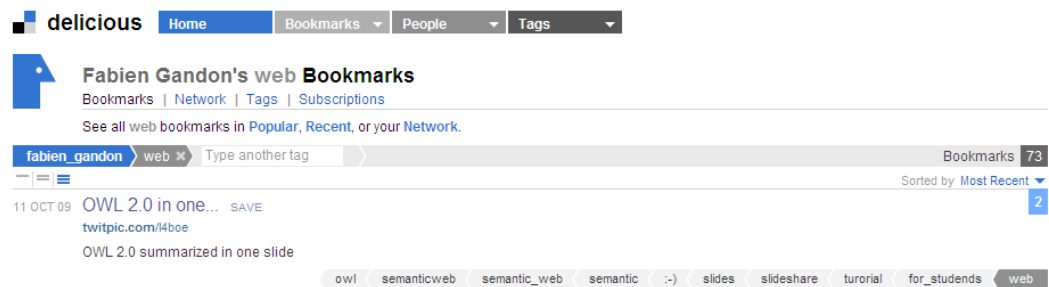 delicious Home Bookmarks People Tags
Fabien Gandon's web Bookmarks
Bookmarks | Network | Tags | Subscriptions
See all web bookmarks in Popular, Recent, or your Network.
fabien_gandon web × Type another tag Bookmarks 73
Sorted by Most Recent
11 OCT 09 OWL 2.0 in one... SAVE 2
twitpic.com/l4boe
OWL 2.0 summarized in one slide
owl semanticweb semantic_web semantic :-) slides slideshare turorial for_studends web